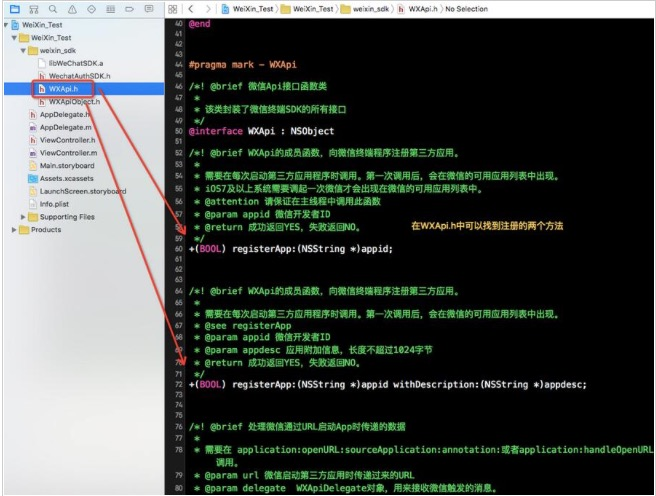 WeiXin_Test 〉 WeiXin_Test 〉 weixin_sdk 〉 h WXApi.h 〉 No Selection
WeiXin_Test
WeiXin_Test
weixin_sdk
libWeChatSDK.a
h WechatAuthSDK.h
h WXApi.h
h WXApiObject.h
h AppDelegate.h
m AppDelegate.m
h ViewController.h
m ViewController.m
Main.storyboard
Assets.xcassets
LaunchScreen.storyboard
Info.plist
Supporting Files
Products
40 @end
41
42
43
44 #pragma mark - WXApi
45
46 /*! @brief 微信Api接口函数类
47 *
48 * 该类封装了微信终端SDK的所有接口
49 */
50 @interface WXApi : NSObject
51
52 /*! @brief WXApi的成员函数，向微信终端程序注册第三方应用。
53 *
54 * 需要在每次启动第三方应用程序时调用。第一次调用后，会在微信的可用应用列表中出现。
55 * iOS7及以上系统需要调起一次微信才会出现在微信的可用应用列表中。
56 * @attention 请保证在主线程中调用此函数
57 * @param appid 微信开发者ID
58 * @return 成功返回YES，失败返回NO。
在WXApi.h中可以找到注册的两个方法
59 */
60 +(BOOL) registerApp:(NSString *)appid;
61
62
63
64 /*! @brief WXApi的成员函数，向微信终端程序注册第三方应用。
65 *
66 * 需要在每次启动第三方应用程序时调用。第一次调用后，会在微信的可用应用列表中出现。
67 * @see registerApp
68 * @param appid 微信开发者ID
69 * @param appdesc 应用附加信息，长度不超过1024字节
70 * @return 成功返回YES，失败返回NO。
71 */
72 +(BOOL) registerApp:(NSString *)appid withDescription:(NSString *)appdesc;
73
74
75
76 /*! @brief 处理微信通过URL启动App时传递的数据
77 *
78 * 需要在 application:openURL:sourceApplication:annotation:或者application:handleOpenURL
调用。
79 * @param url 微信启动第三方应用时传递过来的URL
80 * @param delegate WXApiDelegate对象，用来接收微信触发的消息。